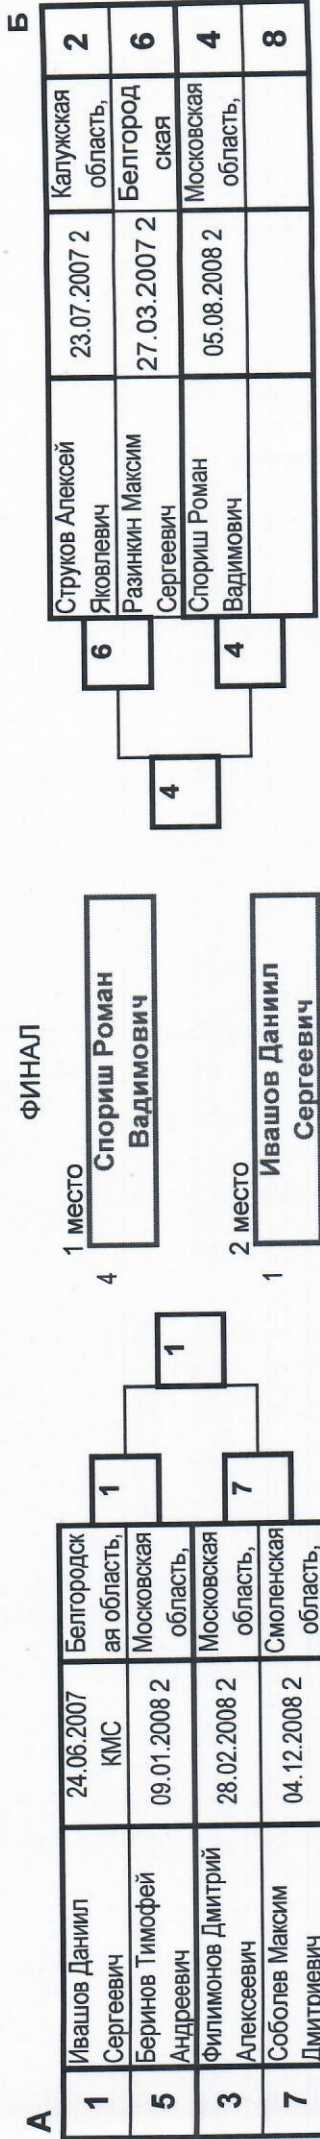 А
1
Ивашов Даниил
Сергеевич
24.06.2007
КМС
Белгородск
ая область,
5
Беринов Тимофей
Андреевич
09.01.2008 2
Московская
область,
3
Филимонов Дмитрий
Алексеевич
28.02.2008 2
Московская
область,
7
Соболев Максим
Дмитриевич
04.12.2008 2
Смоленская
область,
1
7
1
ФИНАЛ
1 место
4
Спориш Роман
Вадимович
2 место
1
Ивашов Даниил
Сергеевич
4
6
4
Б
Струков Алексей
Яковлевич
23.07.2007 2
Калужская
область,
2
Разинкин Максим
Сергеевич
27.03.2007 2
Белгород
ская
6
Спориш Роман
Вадимович
05.08.2008 2
Московская
область,
4
8